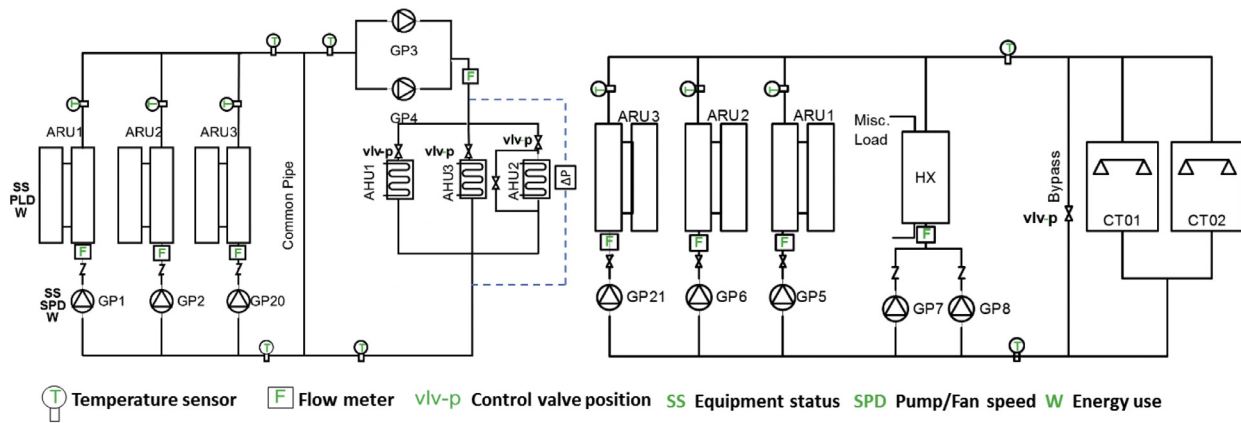 T
T
GP3
F
GP4
T
T
T
ARU1
ARU2
ARU3
SS
PLD
W
F
F
F
SS
SPD
W
GP1
GP2
GP20
Common Pipe
vlv-p
vlv-p
vlv-p
AHU1
AHU3
AHU2
ΔP
T
T
T
T
T
T
ARU3
ARU2
ARU1
Misc.
Load
HX
F
F
F
F
Bypass
vlv-p
CT01
CT02
GP21
GP6
GP5
GP7
GP8
T
T Temperature sensor
F Flow meter
vlv-p Control valve position
SS Equipment status
SPD Pump/Fan speed
W Energy use